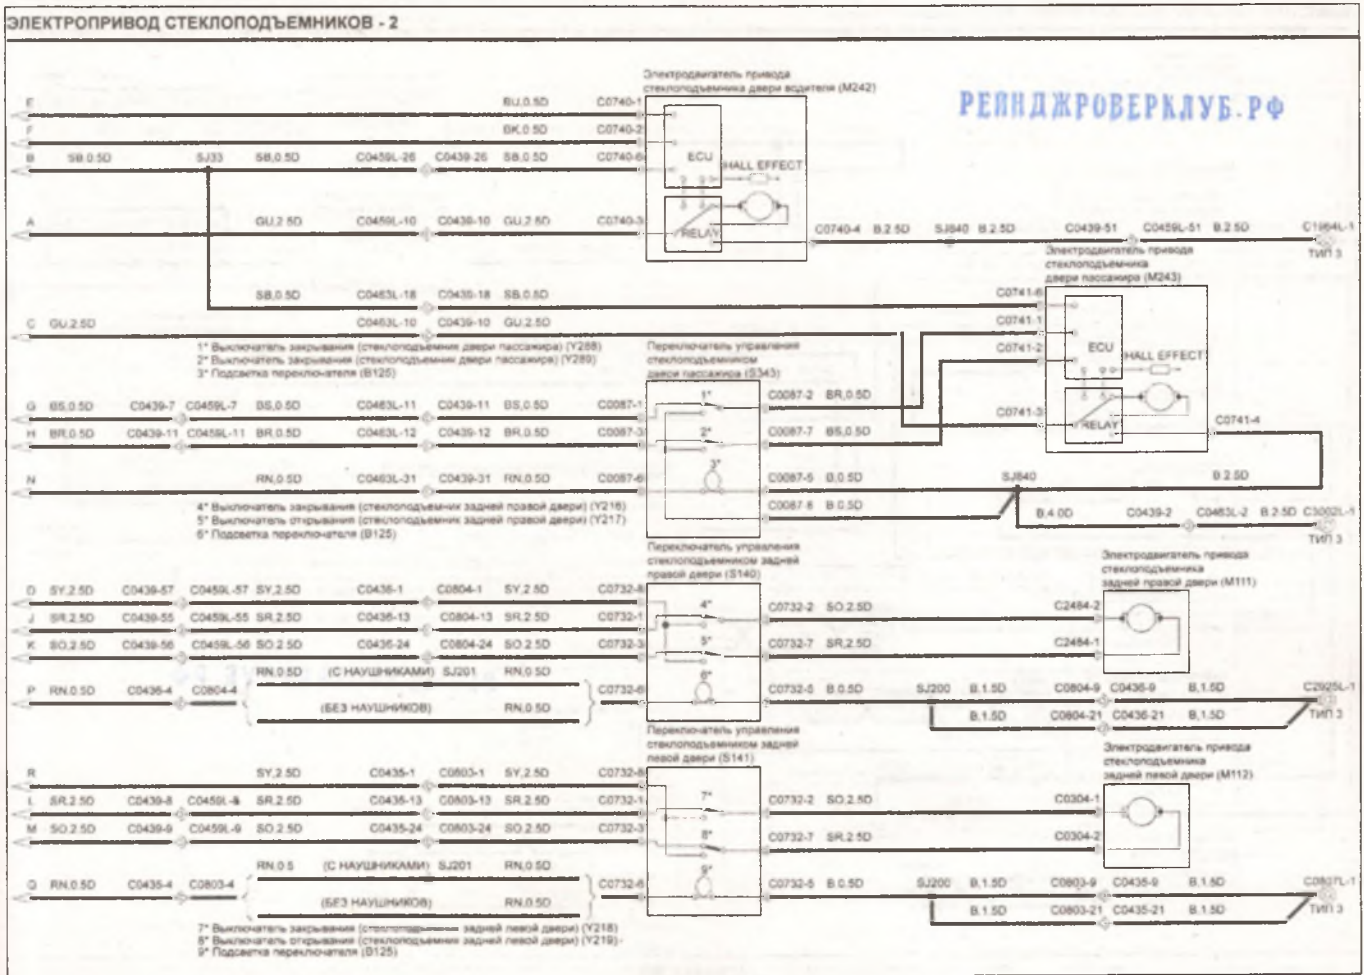 ЭЛЕКТРОПРИВОД СТЕКЛОПОДЪЕМНИКОВ - 2
РЕЙНДЖРОВЕРКЛУБ.РФ
Электродвигатель привода
стеклоподъемника двери водителя (M242)
E BU,0.5D C0740-1
F BK,0.5D C0740-2
B SB,0.5D SJ33 SB,0.5D C0459L-26 C0439-26 SB,0.5D C0740-6
ECU
HALL EFFECT
A GU,2.5D C0459L-10 C0439-10 GU,2.5D C0740-3
RELAY
C0740-4 B,2.5D SJ840 B,2.5D C0439-51 C0459L-51 B,2.5D C1964L-1
ТИП 3
Электродвигатель привода
стеклоподъемника
двери пассажира (M243)
SB,0.5D C0463L-18 C0439-18 SB,0.5D
C0741-6
C GU,2.5D C0463L-10 C0439-10 GU,2.5D
C0741-1
C0741-2
ECU
HALL EFFECT
C0741-3
RELAY
C0741-4
1* Выключатель закрывания (стеклоподъемник двери пассажира) (Y288)
2* Выключатель закрывания (стеклоподъемник двери пассажира) (Y289)
3* Подсветка переключателя (B125)
Переключатель управления
стеклоподъемником
двери пассажира (S343)
G BS,0.5D C0439-7 C0459L-7 BS,0.5D C0463L-11 C0439-11 BS,0.5D C0087-1
1*
C0087-2 BR,0.5D
H BR,0.5D C0439-11 C0459L-11 BR,0.5D C0463L-12 C0439-12 BR,0.5D C0087-3
2*
C0087-7 BS,0.5D
N RN,0.5D C0463L-31 C0439-31 RN,0.5D C0087-6
3*
C0087-5 B,0.5D SJ840 B,2.5D
C0087-8 B,0.5D
B,4.0D C0439-2 C0463L-2 B,2.5D C3002L-1
ТИП 3
4* Выключатель закрывания (стеклоподъемник задней правой двери) (Y216)
5* Выключатель открывания (стеклоподъемник задней правой двери) (Y217)
6* Подсветка переключателя (B125)
Переключатель управления
стеклоподъемником задней
правой двери (S140)
Электродвигатель привода
стеклоподъемника
задней правой двери (M111)
D SY,2.5D C0439-57 C0459L-57 SY,2.5D C0436-1 C0804-1 SY,2.5D C0732-8
4*
C0732-2 SO,2.5D C2484-2
J SR,2.5D C0439-55 C0459L-55 SR,2.5D C0436-13 C0804-13 SR,2.5D C0732-1
K SO,2.5D C0439-56 C0459L-56 SO,2.5D C0436-24 C0804-24 SO,2.5D C0732-3
5*
C0732-7 SR,2.5D C2484-1
RN,0.5D (С НАУШНИКАМИ) SJ201 RN,0.5D
P RN,0.5D C0436-4 C0804-4
(БЕЗ НАУШНИКОВ) RN,0.5D
C0732-6
6*
C0732-5 B,0.5D SJ200 B,1.5D C0804-9 C0436-9 B,1.5D C2925L-1
B,1.5D C0804-21 C0436-21 B,1.5D ТИП 3
Переключатель управления
стеклоподъемником задней
левой двери (S141)
Электродвигатель привода
стеклоподъемника
задней левой двери (M112)
R SY,2.5D C0435-1 C0803-1 SY,2.5D C0732-8
7*
L SR,2.5D C0439-8 C0459L-8 SR,2.5D C0435-13 C0803-13 SR,2.5D C0732-1
C0732-2 SO,2.5D C0304-1
M SO,2.5D C0439-9 C0459L-9 SO,2.5D C0435-24 C0803-24 SO,2.5D C0732-3
8*
C0732-7 SR,2.5D C0304-2
RN,0.5 (С НАУШНИКАМИ) SJ201 RN,0.5D
Q RN,0.5D C0435-4 C0803-4
(БЕЗ НАУШНИКОВ) RN,0.5D
C0732-6
9*
C0732-5 B,0.5D SJ200 B,1.5D C0803-9 C0435-9 B,1.5D C0807L-1
B,1.5D C0803-21 C0435-21 B,1.5D ТИП 3
7* Выключатель закрывания (стеклоподъемник задней левой двери) (Y218)
8* Выключатель открывания (стеклоподъемник задней левой двери) (Y219)
9* Подсветка переключателя (B125)